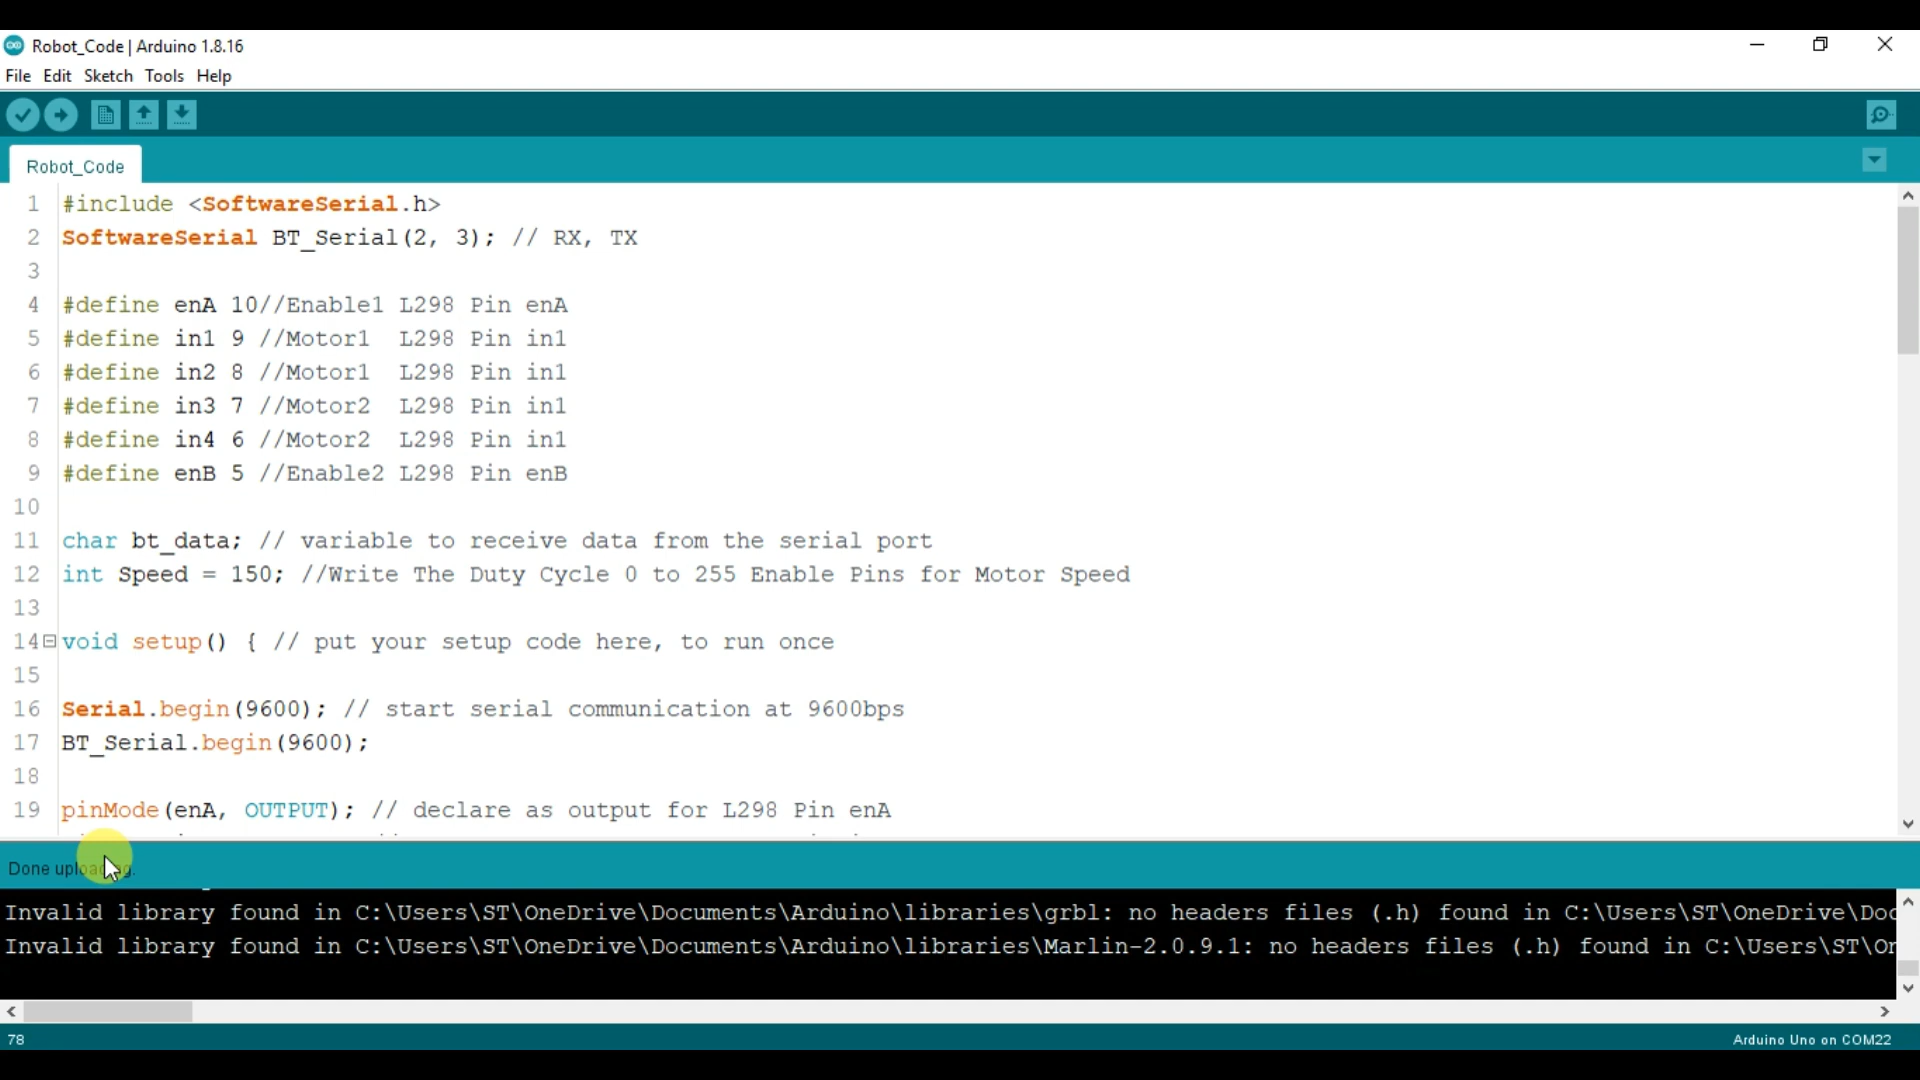 Robot_Code | Arduino 1.8.16
File Edit Sketch Tools Help
Robot_Code
1 #include <SoftwareSerial.h>
2 SoftwareSerial BT_Serial(2, 3); // RX, TX
3
4 #define enA 10//Enable1 L298 Pin enA
5 #define in1 9 //Motor1  L298 Pin in1
6 #define in2 8 //Motor1  L298 Pin in1
7 #define in3 7 //Motor2  L298 Pin in1
8 #define in4 6 //Motor2  L298 Pin in1
9 #define enB 5 //Enable2 L298 Pin enB
10
11 char bt_data; // variable to receive data from the serial port
12 int Speed = 150; //Write The Duty Cycle 0 to 255 Enable Pins for Motor Speed
13
14 void setup() { // put your setup code here, to run once
15
16 Serial.begin(9600); // start serial communication at 9600bps
17 BT_Serial.begin(9600);
18
19 pinMode(enA, OUTPUT); // declare as output for L298 Pin enA
Done uploading.
Invalid library found in C:\Users\ST\OneDrive\Documents\Arduino\libraries\grbl: no headers files (.h) found in C:\Users\ST\OneDrive\Doc
Invalid library found in C:\Users\ST\OneDrive\Documents\Arduino\libraries\Marlin-2.0.9.1: no headers files (.h) found in C:\Users\ST\On
78
Arduino Uno on COM22